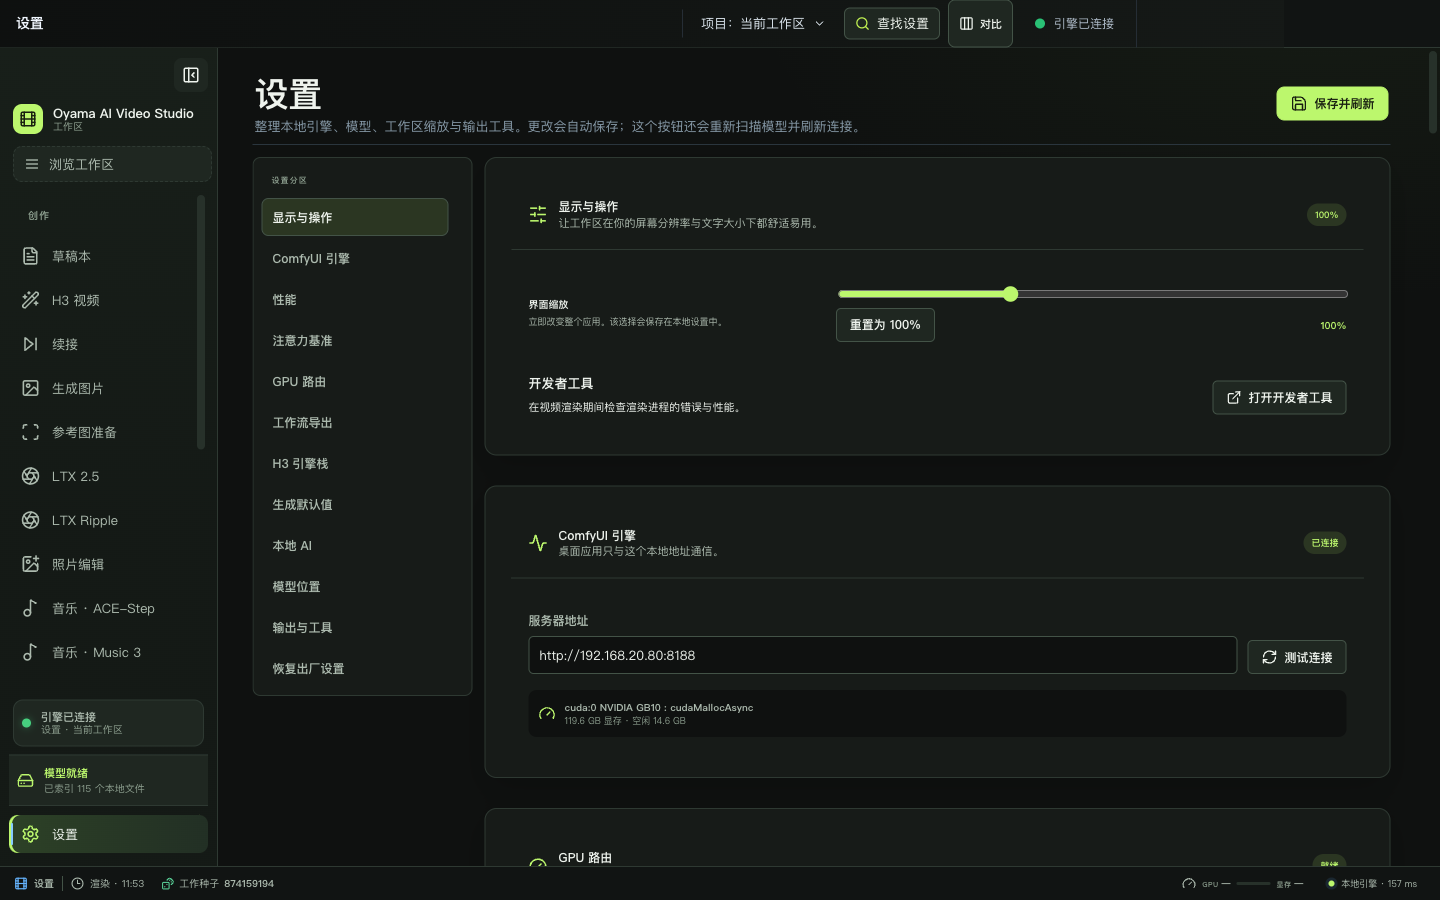 设置
项目： 当前工作区
查找设置
对比
引擎已连接
Oyama AI Video Studio
工作区
浏览工作区
创作
草稿本
H3 视频
续接
生成图片
参考图准备
LTX 2.5
LTX Ripple
照片编辑
音乐 · ACE-Step
音乐 · Music 3
引擎已连接
设置 · 当前工作区
模型就绪
已索引 115 个本地文件
设置
设置
整理本地引擎、模型、工作区缩放与输出工具。更改会自动保存；这个按钮还会重新扫描模型并刷新连接。
保存并刷新
设置分区
显示与操作
ComfyUI 引擎
性能
注意力基准
GPU 路由
工作流导出
H3 引擎栈
生成默认值
本地 AI
模型位置
输出与工具
恢复出厂设置
显示与操作
让工作区在你的屏幕分辨率与文字大小下都舒适易用。
100%
界面缩放
立即改变整个应用。该选择会保存在本地设置中。
重置为 100%
100%
开发者工具
在视频渲染期间检查渲染进程的错误与性能。
打开开发者工具
ComfyUI 引擎
桌面应用只与这个本地地址通信。
已连接
服务器地址
http://192.168.20.80:8188
测试连接
cuda:0 NVIDIA GB10 : cudaMallocAsync
119.6 GB 显存 · 空闲 14.6 GB
GPU 路由
就绪
设置
渲染 · 11:53
工作种子 874159194
GPU —
显存 —
本地引擎 · 157 ms